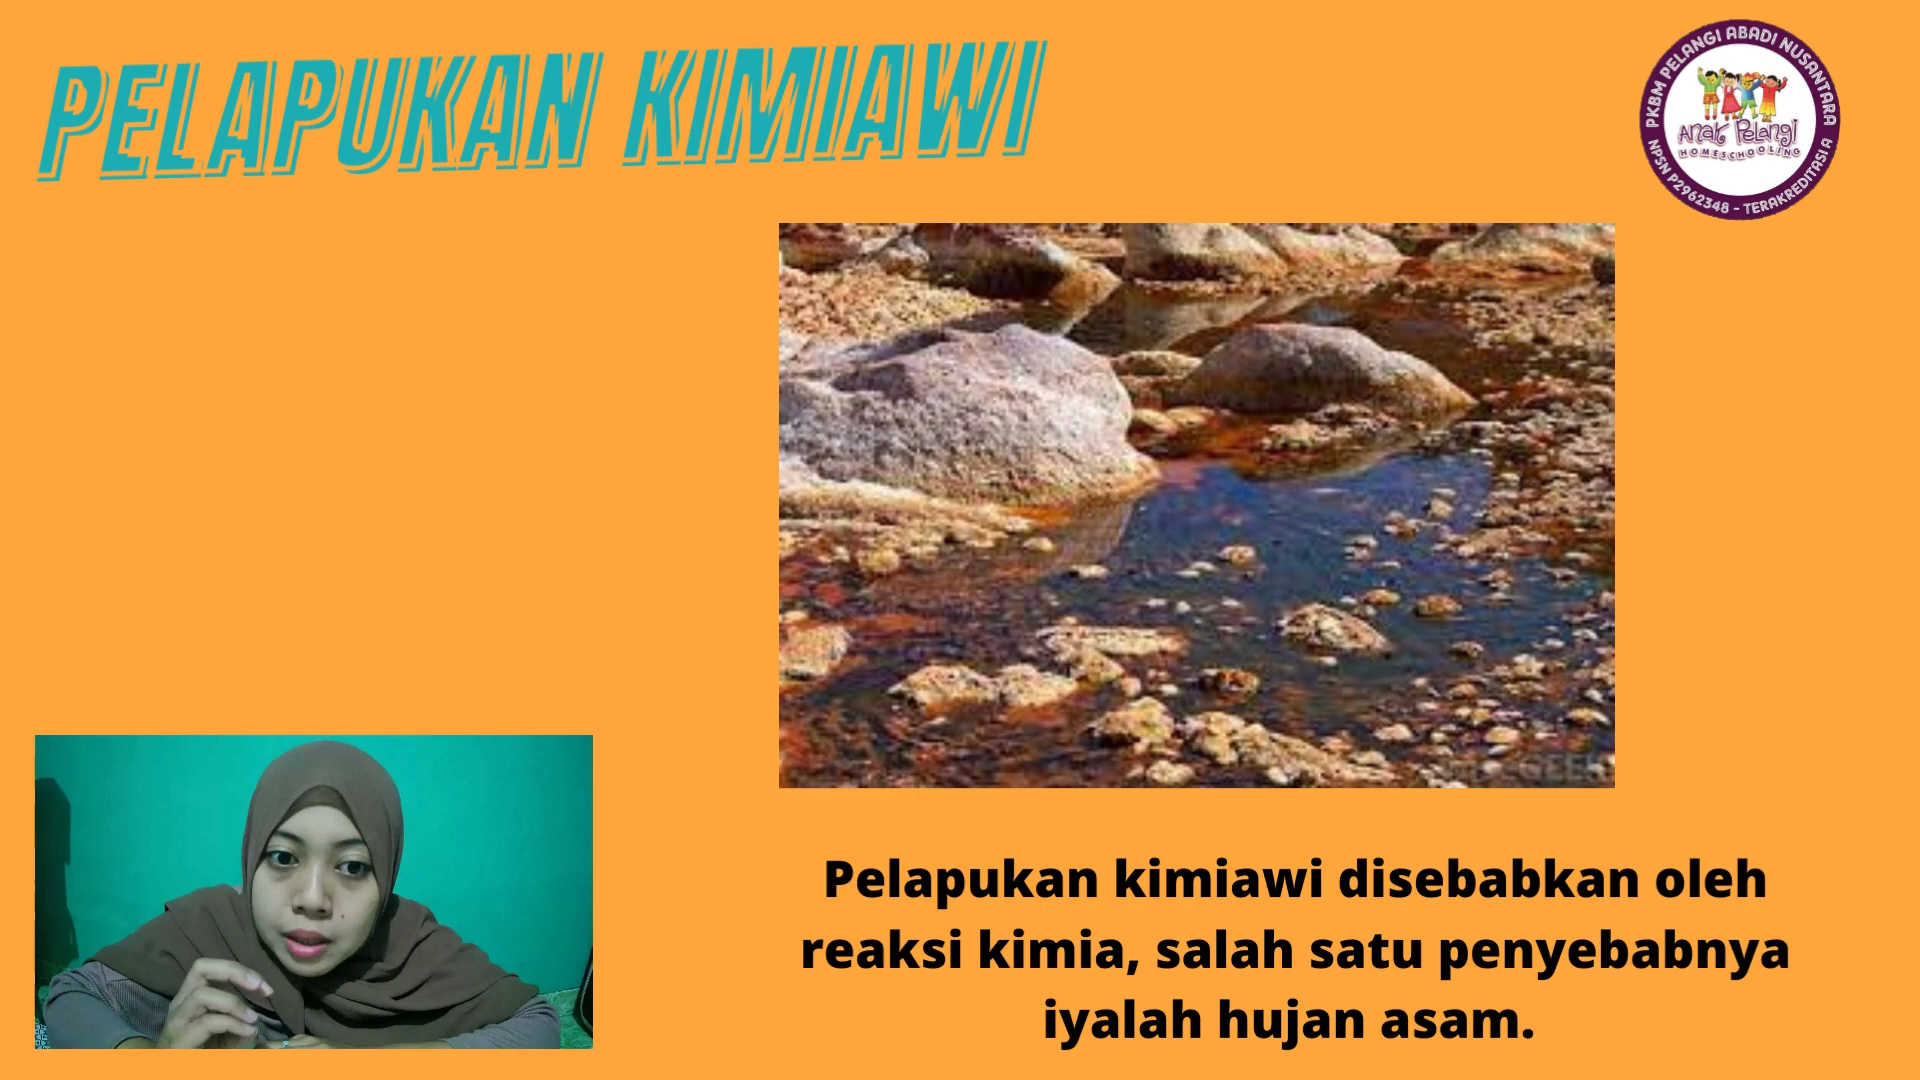 PELAPUKAN KIMIAWI
PKBM PELANGI ABADI NUSANTARA
Anak Pelangi
HOMESCHOOLING
NPSN P2962348 - TERAKREDITASI A
Pelapukan kimiawi disebabkan oleh
reaksi kimia, salah satu penyebabnya
iyalah hujan asam.